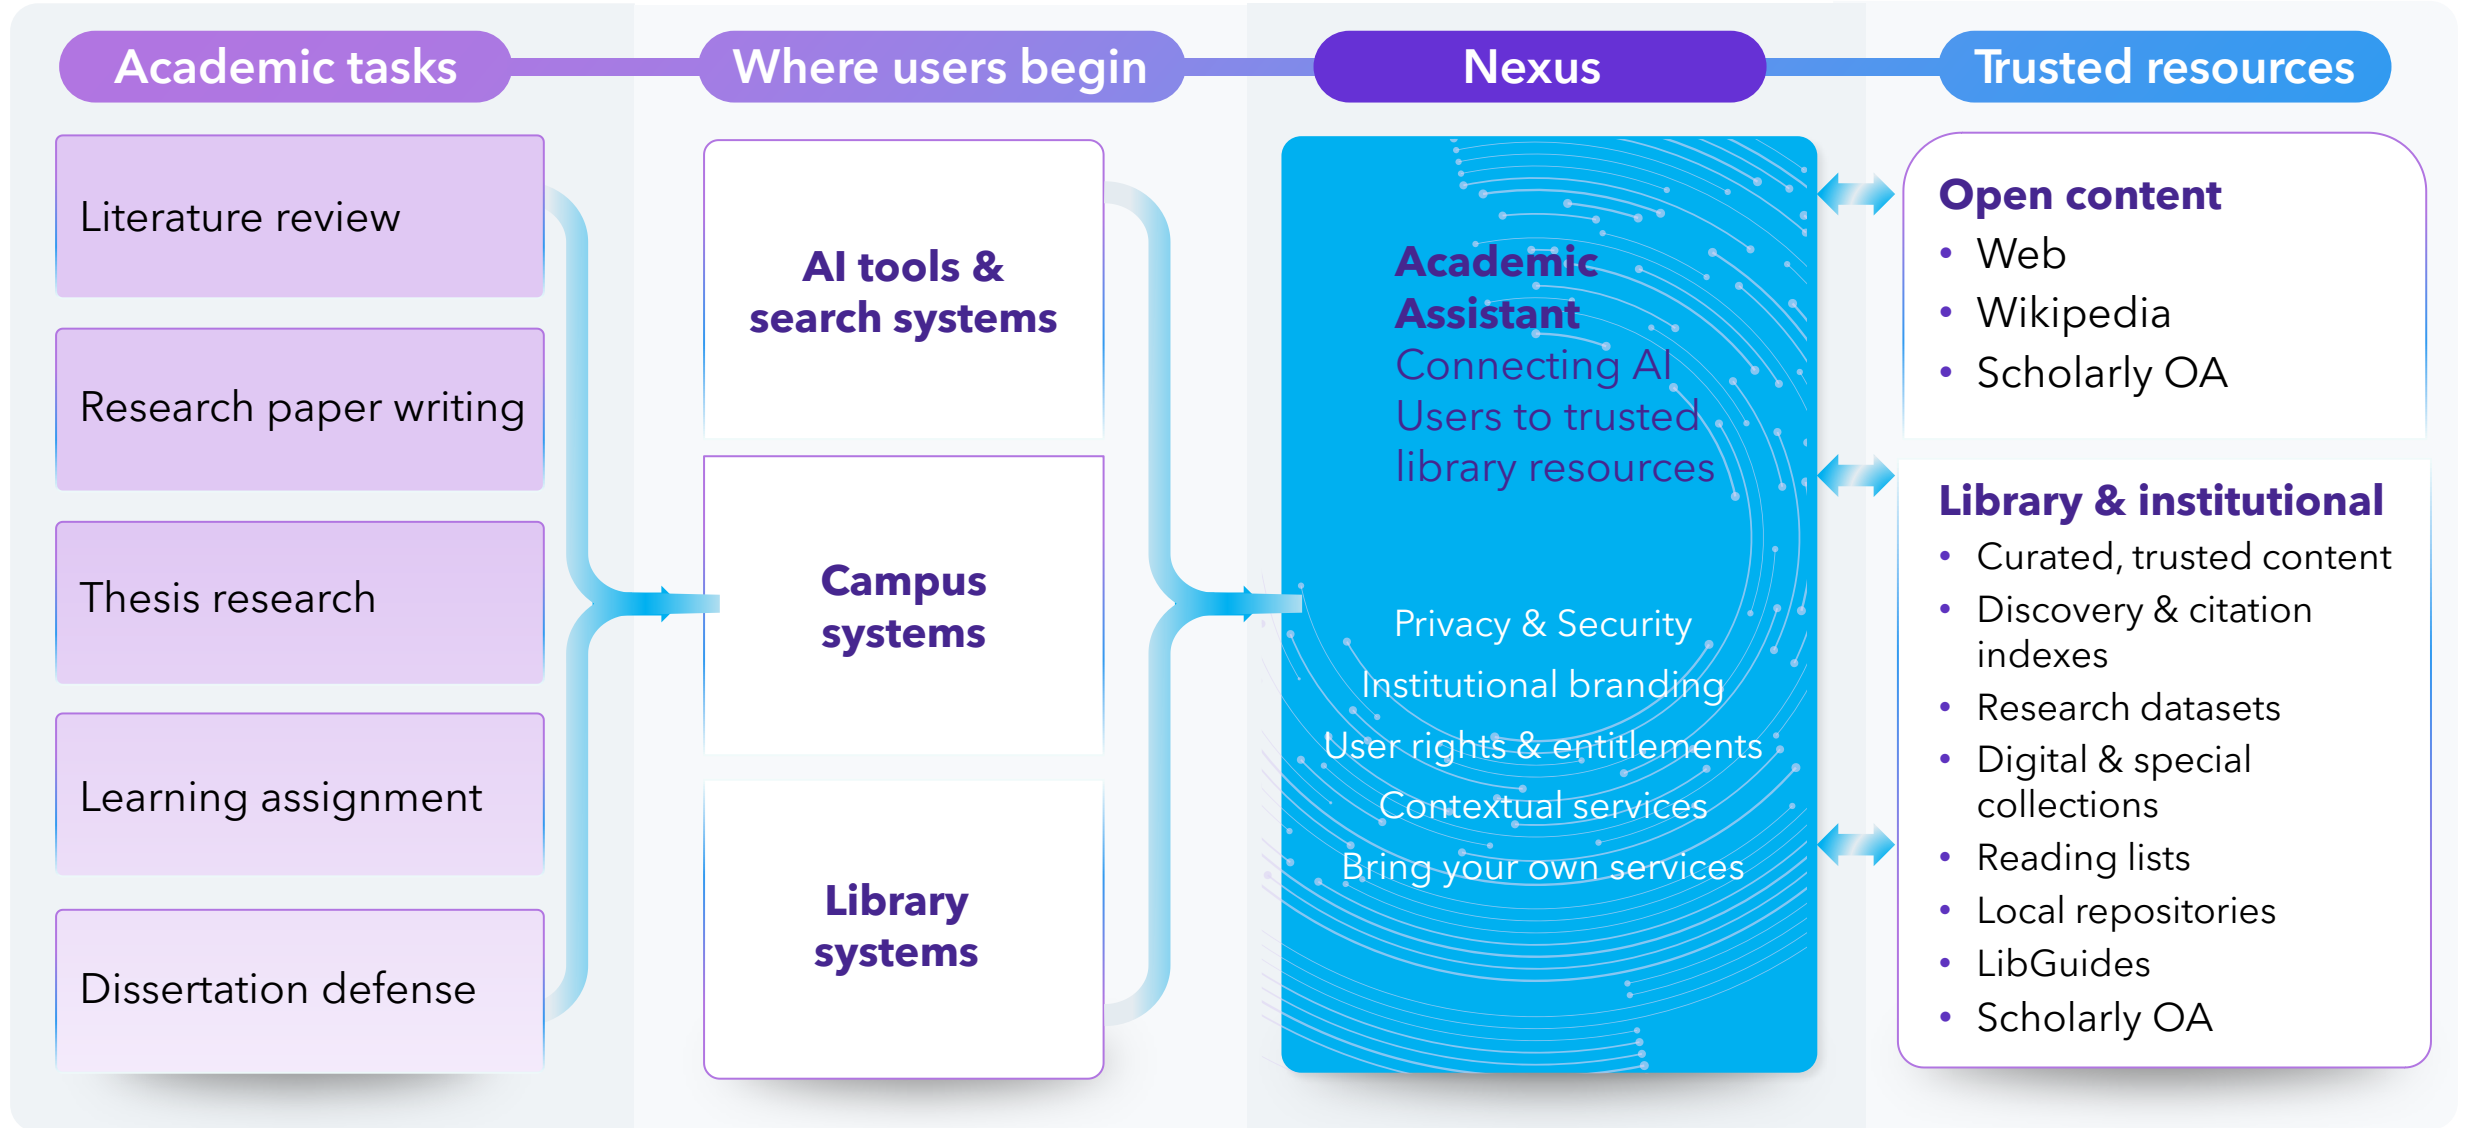 Academic tasks
Where users begin
Nexus
Trusted resources
Literature review
Research paper writing
Thesis research
Learning assignment
Dissertation defense
AI tools &
search systems
Campus
systems
Library
systems
Academic
Assistant
Connecting AI
Users to trusted
library resources
Privacy & Security
Institutional branding
User rights & entitlements
Contextual services
Bring your own services
Open content
• Web
• Wikipedia
• Scholarly OA
Library & institutional
• Curated, trusted content
• Discovery & citation
indexes
• Research datasets
• Digital & special
collections
• Reading lists
• Local repositories
• LibGuides
• Scholarly OA